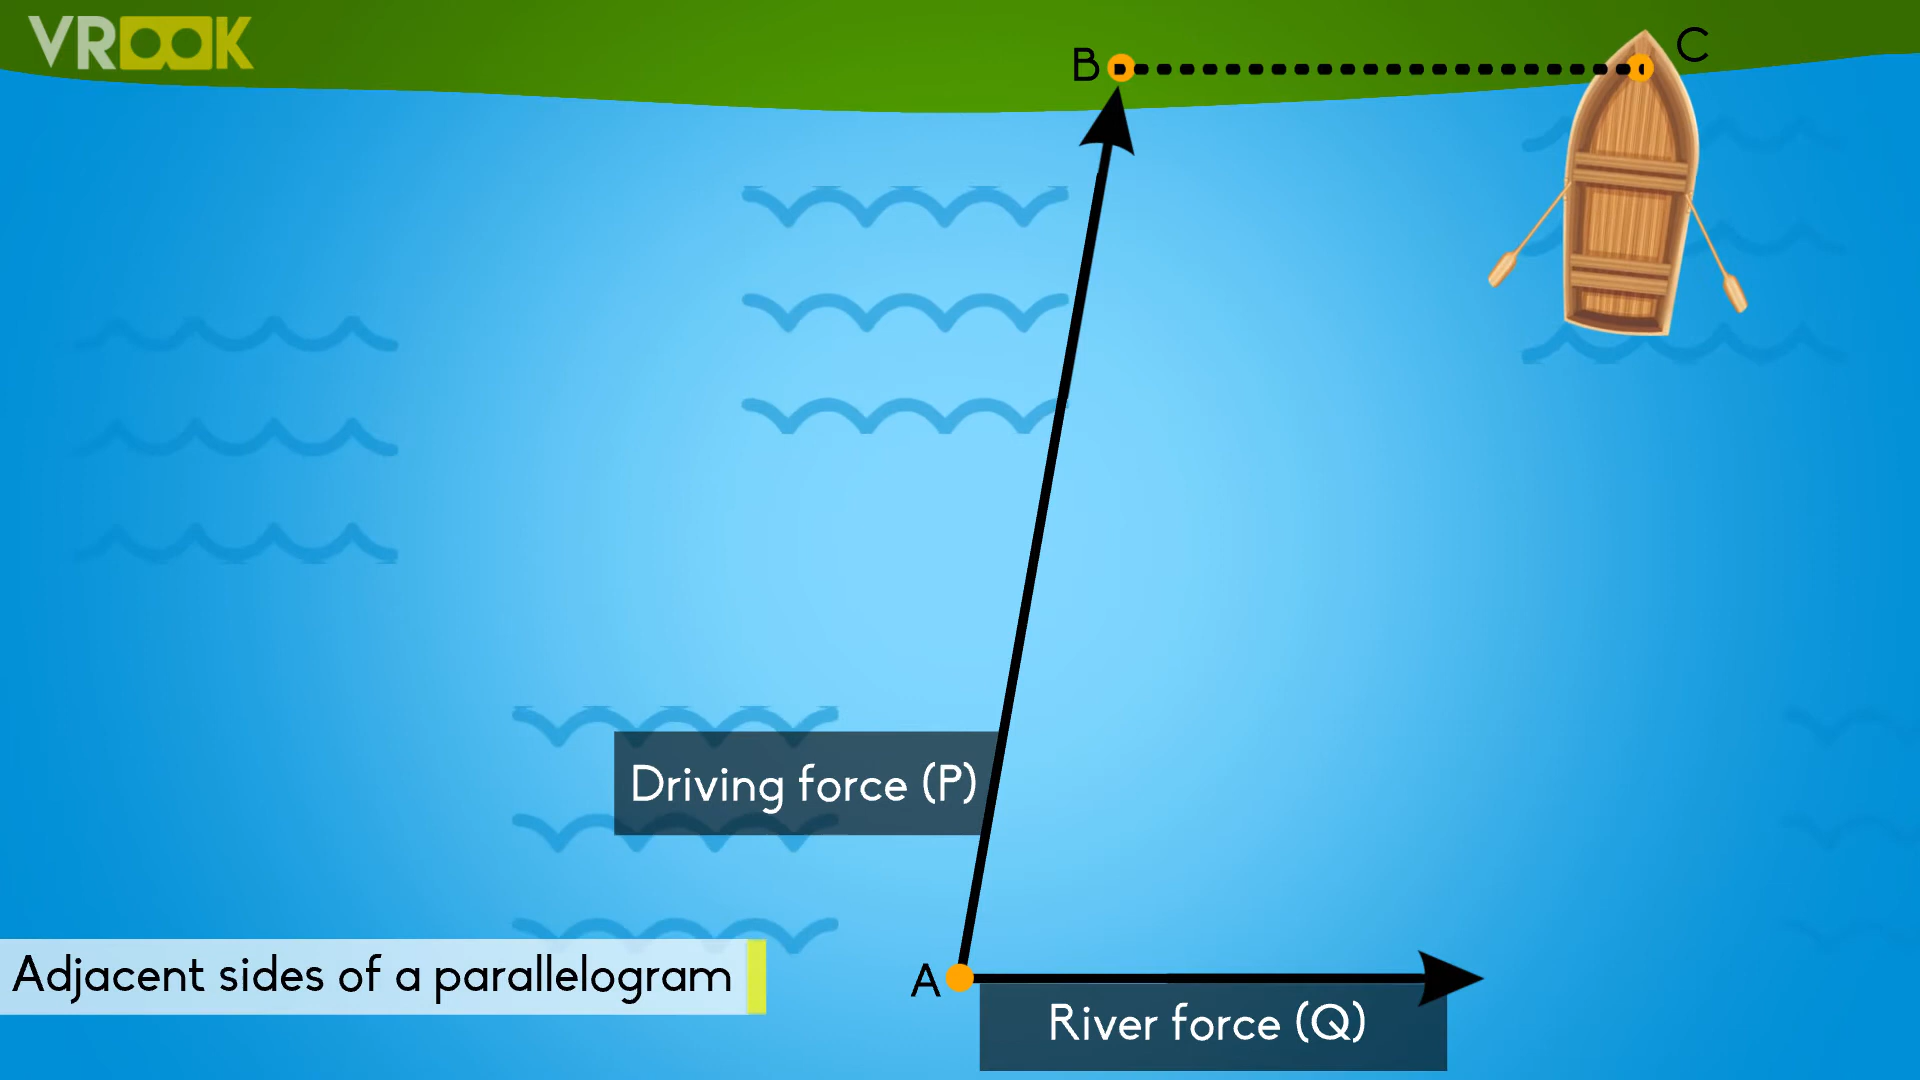 VROOK
B
C
Driving force (P)
Adjacent sides of a parallelogram
A
River force (Q)